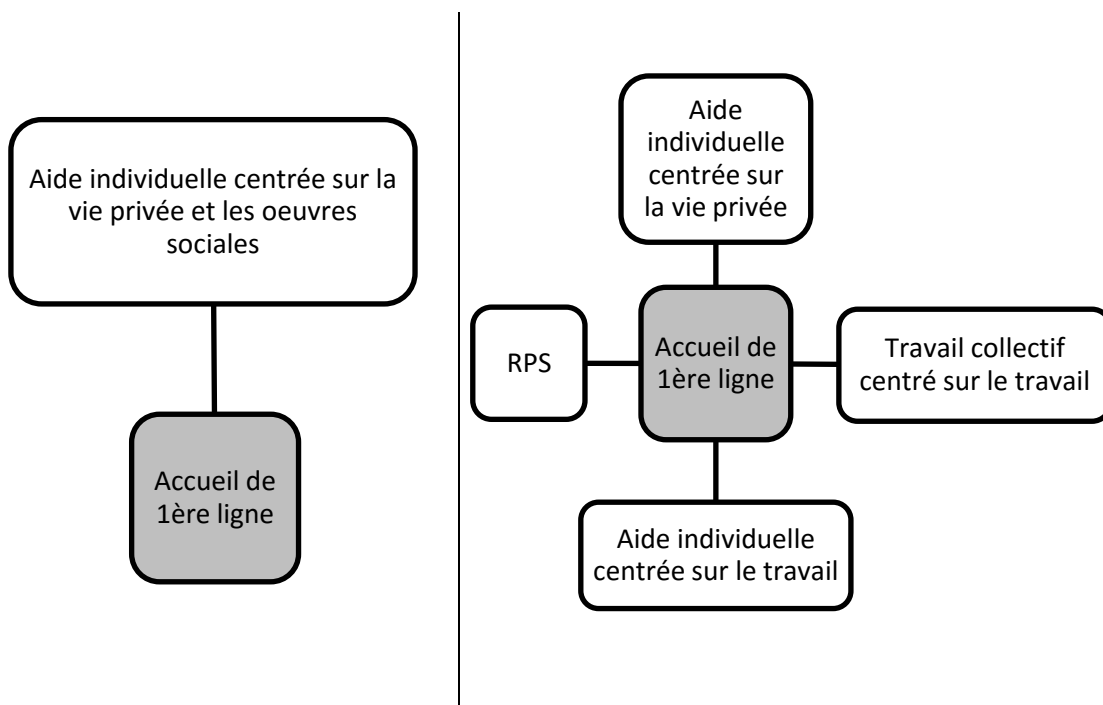 Aide individuelle centrée sur la
vie privée et les oeuvres
sociales
Accueil de
1ère ligne
Aide
individuelle
centrée sur
la vie privée
RPS
Accueil de
1ère ligne
Travail collectif
centré sur le travail
Aide individuelle
centrée sur le travail